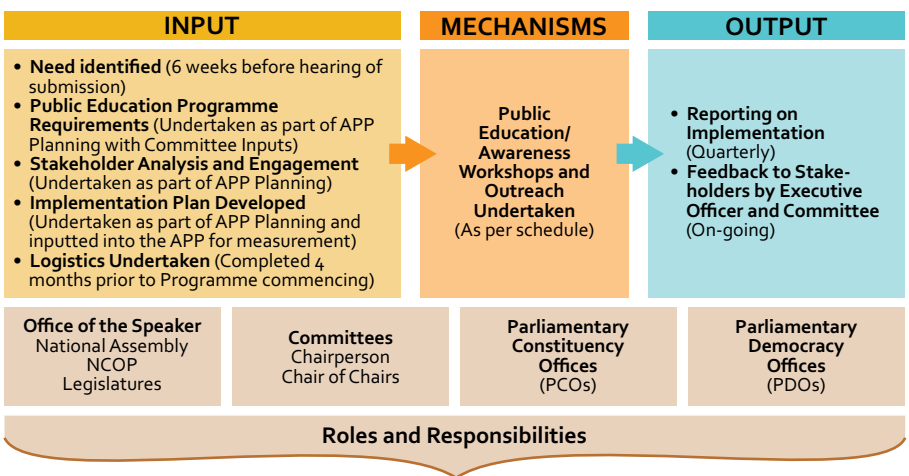 INPUT
• Need identified (6 weeks before hearing of
submission)
• Public Education Programme
Requirements (Undertaken as part of APP
Planning with Committee Inputs)
• Stakeholder Analysis and Engagement
(Undertaken as part of APP Planning)
• Implementation Plan Developed
(Undertaken as part of APP Planning and
inputted into the APP for measurement)
• Logistics Undertaken (Completed 4
months prior to Programme commencing)
MECHANISMS
Public
Education/
Awareness
Workshops and
Outreach
Undertaken
(As per schedule)
OUTPUT
• Reporting on
Implementation
(Quarterly)
• Feedback to Stake-
holders by Executive
Officer and Committee
(On-going)
Office of the Speaker
National Assembly
NCOP
Legislatures
Committees
Chairperson
Chair of Chairs
Parliamentary
Constituency
Offices
(PCOs)
Parliamentary
Democracy
Offices
(PDOs)
Roles and Responsibilities